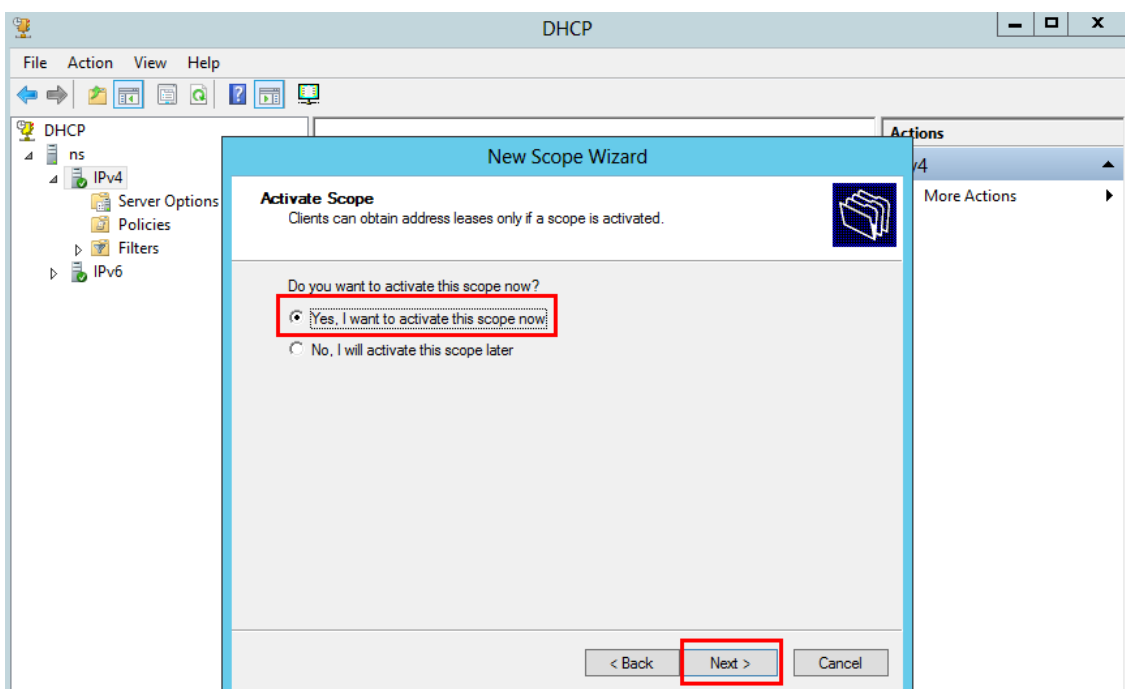 DHCP
x
File Action View Help
?
DHCP
ns
IPv4
Server Options
Policies
Filters
IPv6
New Scope Wizard
Activate Scope
Clients can obtain address leases only if a scope is activated.
Do you want to activate this scope now?
Yes, I want to activate this scope now
No, I will activate this scope later
< Back Next > Cancel
Actions
v4
More Actions